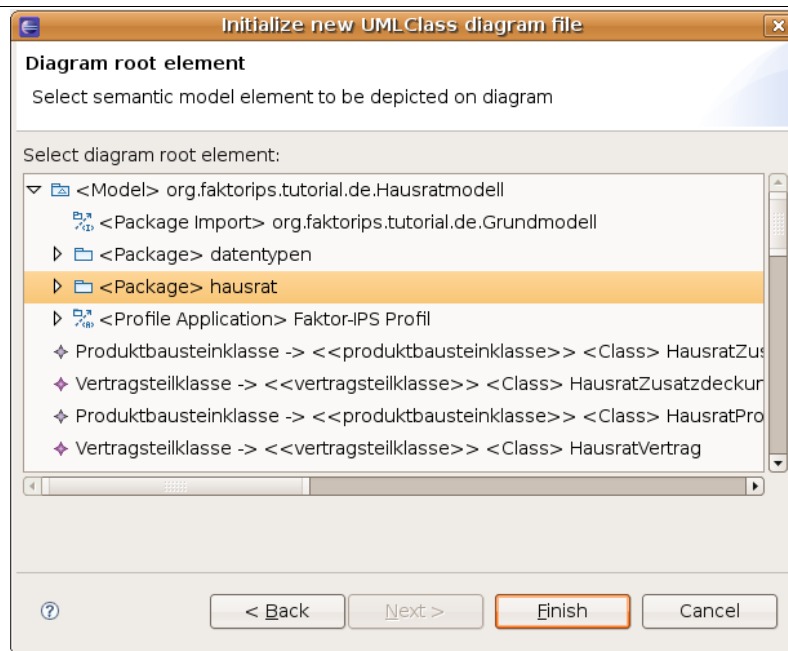 Initialize new UMLClass diagram file
Diagram root element
Select semantic model element to be depicted on diagram
Select diagram root element:
<Model> org.faktorips.tutorial.de.Hausratmodell
<Package Import> org.faktorips.tutorial.de.Grundmodell
<Package> datentypen
<Package> hausrat
<Profile Application> Faktor-IPS Profil
Produktbausteinklasse -> <<produktbausteinklasse>> <Class> HausratZus
Vertragsteilklasse -> <<vertragsteilklasse>> <Class> HausratZusatzdeckun
Produktbausteinklasse -> <<produktbausteinklasse>> <Class> HausratPro
Vertragsteilklasse -> <<vertragsteilklasse>> <Class> HausratVertrag
< Back Next > Finish Cancel